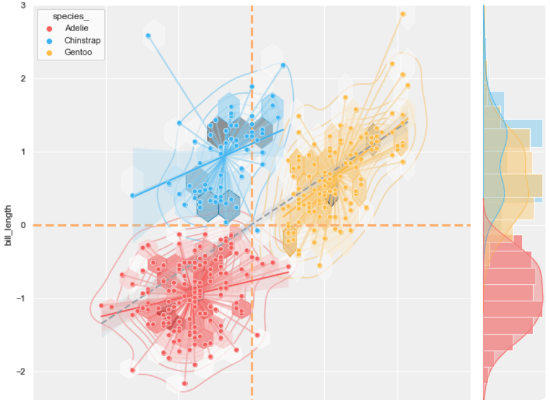 3
species_
Adelie
Chinstrap
Gentoo
2
1
bill_length
0
−1
−2